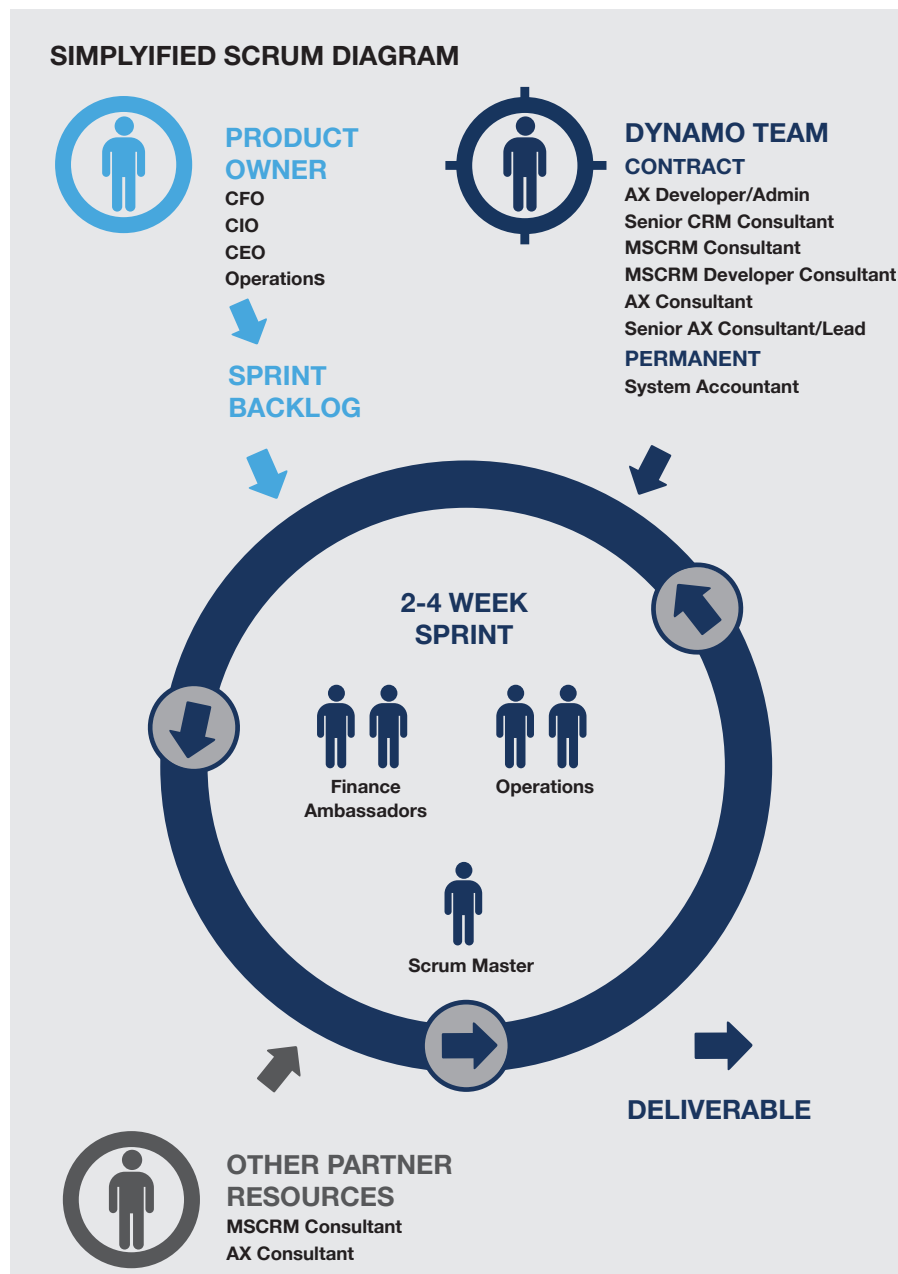 SIMPLYIFIED SCRUM DIAGRAM
PRODUCT
OWNER
CFO
CIO
CEO
Operations
SPRINT
BACKLOG
DYNAMO TEAM
CONTRACT
AX Developer/Admin
Senior CRM Consultant
MSCRM Consultant
MSCRM Developer Consultant
AX Consultant
Senior AX Consultant/Lead
PERMANENT
System Accountant
2-4 WEEK
SPRINT
Finance
Ambassadors
Operations
Scrum Master
DELIVERABLE
OTHER PARTNER
RESOURCES
MSCRM Consultant
AX Consultant